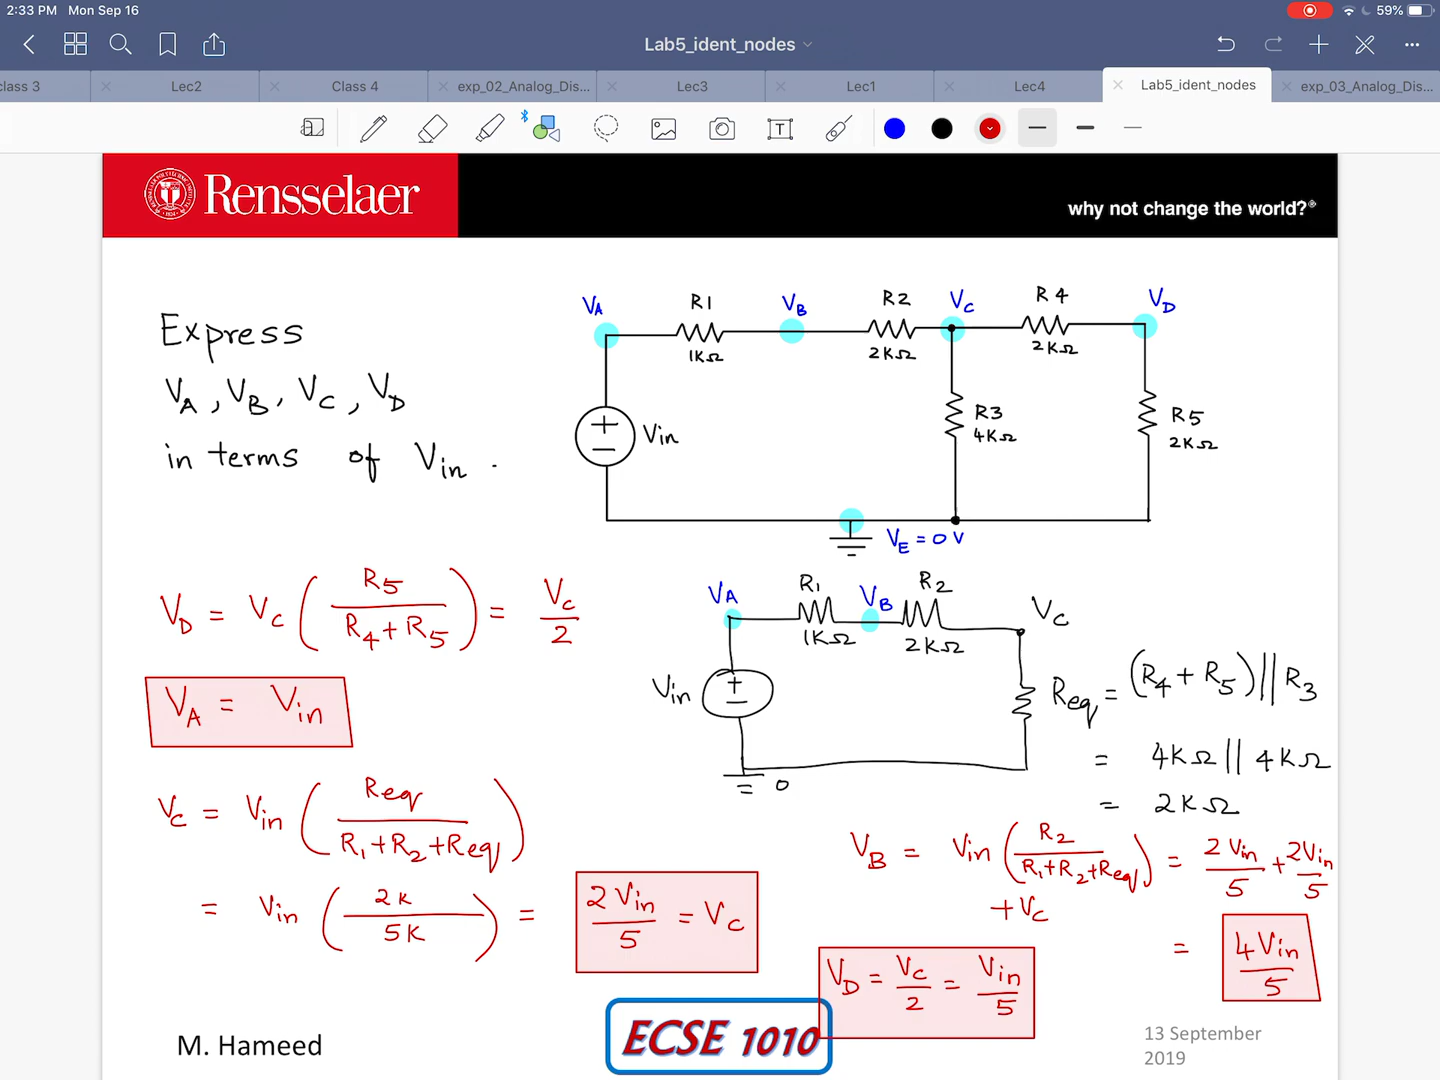 2:33 PM Mon Sep 16
59%
Lab5_ident_nodes
class 3
Lec2
Class 4
exp_02_Analog_Dis...
Lec3
Lec1
Lec4
Lab5_ident_nodes
exp_03_Analog_Dis...
Rensselaer
why not change the world?®
Express
VA, VB, VC, VD
in terms of Vin.
VA
R1
1KΩ
VB
R2
2KΩ
VC
R4
2KΩ
VD
+
−
Vin
R3
4KΩ
R5
2KΩ
VE = 0V
VD = VC (R5 / (R4 + R5)) = VC / 2
VA = Vin
VC = Vin (Req / (R1 + R2 + Req))
= Vin (2K / 5K) = 2Vin / 5 = VC
VA
R1
1KΩ
VB
R2
2KΩ
VC
Vin
+
−
0
Req = (R4 + R5) || R3
= 4KΩ || 4KΩ
= 2KΩ
VB = Vin (R2 / (R1 + R2 + Req)) = 2Vin / 5 + 2Vin / 5
+ VC
= 4Vin / 5
VD = VC / 2 = Vin / 5
M. Hameed
ECSE 1010
13 September
2019